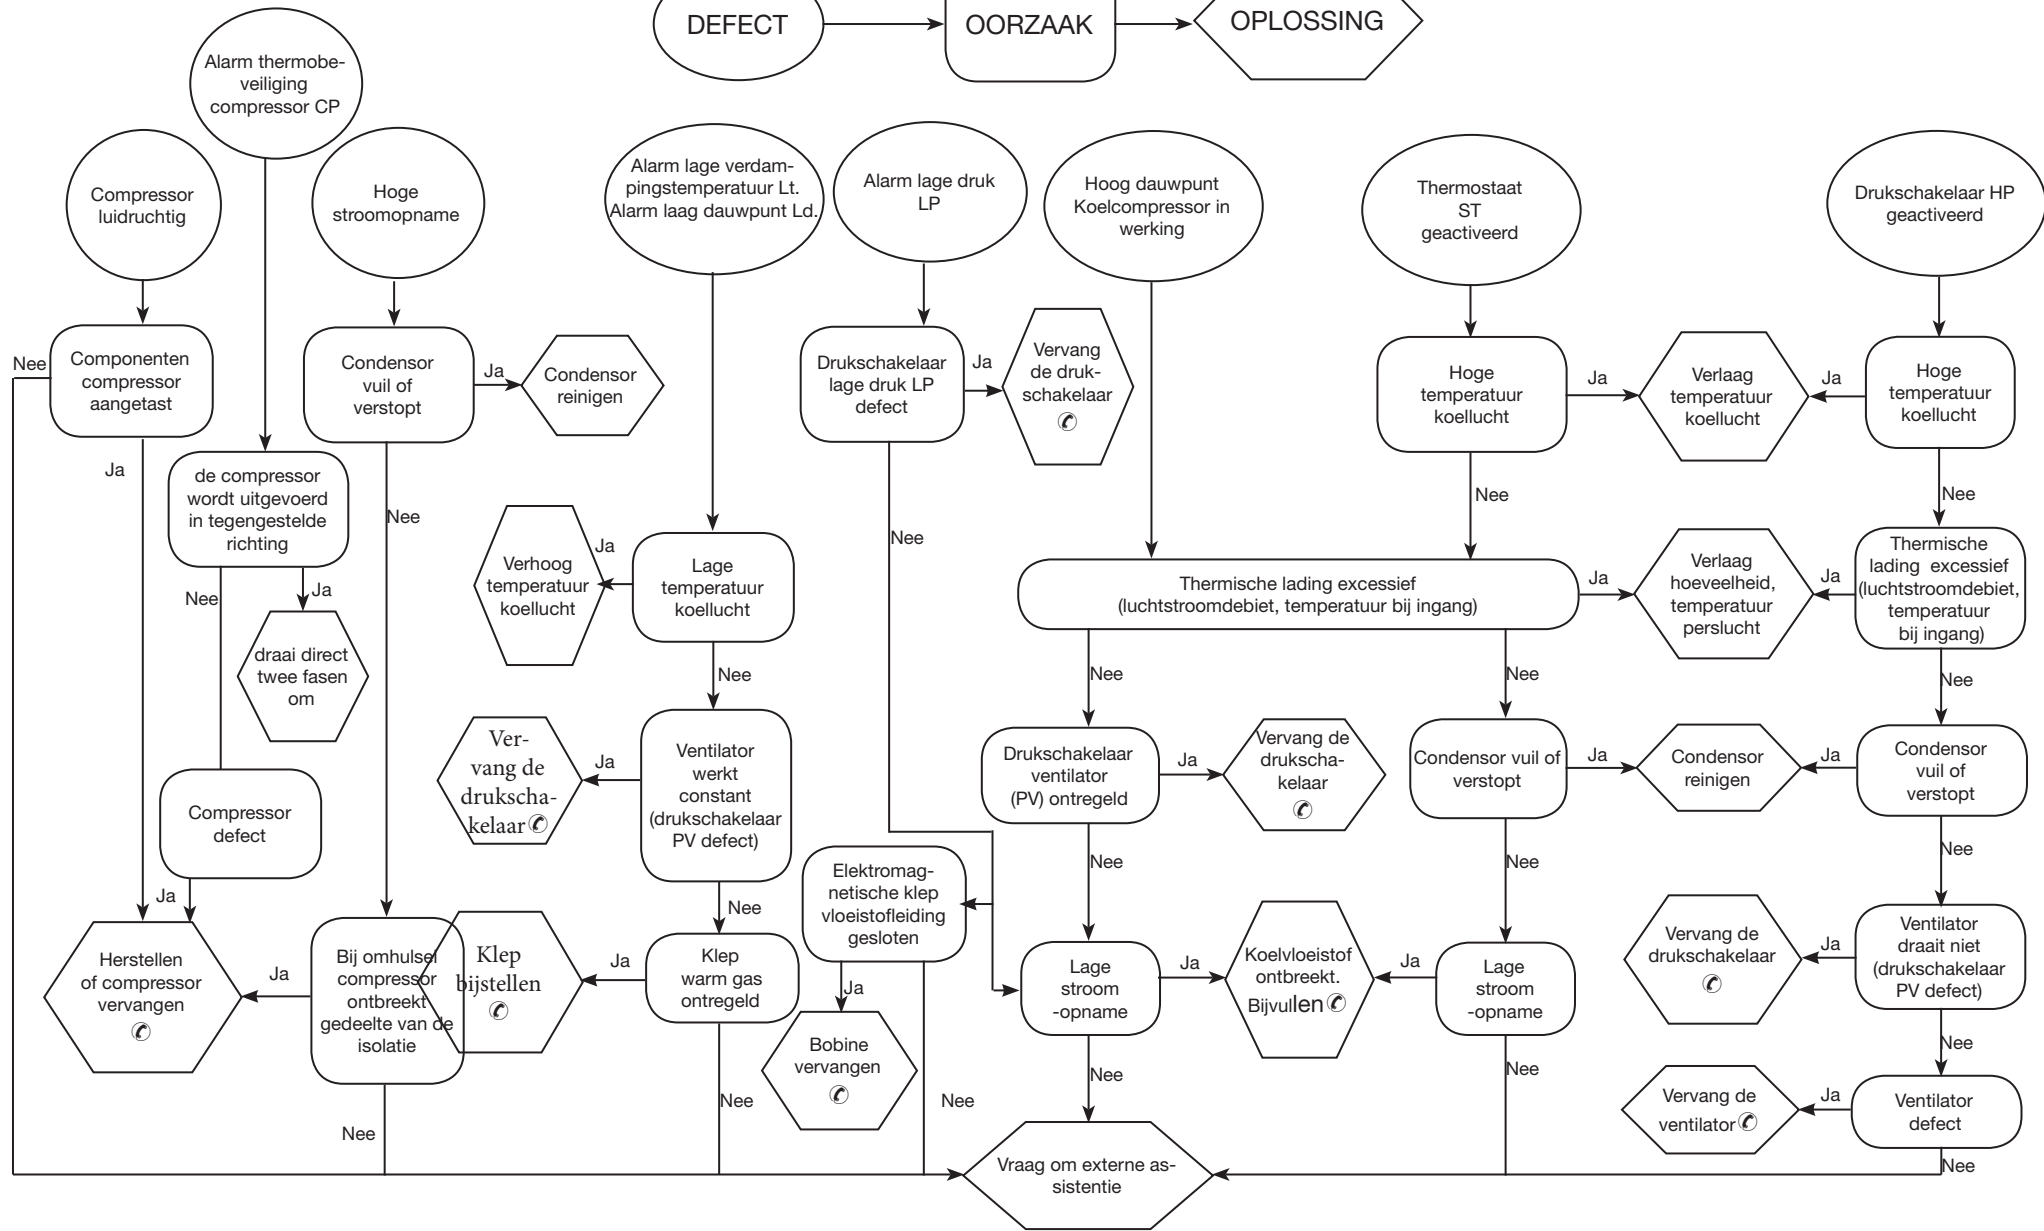 DEFECT
OORZAAK
OPLOSSING
Alarm thermobe-
veiliging
compressor CP
Compressor
luidruchtig
Hoge
stroomopname
Alarm lage verdam-
pingstemperatuur Lt.
Alarm laag dauwpunt Ld.
Alarm lage druk
LP
Hoog dauwpunt
Koelcompressor in
werking
Thermostaat
ST
geactiveerd
Drukschakelaar HP
geactiveerd
Nee
Componenten
compressor
aangetast
Condensor
vuil of
verstopt
Ja
Condensor
reinigen
Drukschakelaar
lage druk LP
defect
Ja
Vervang
de druk-
schakelaar
✆
Hoge
temperatuur
koellucht
Ja
Verlaag
temperatuur
koellucht
Ja
Hoge
temperatuur
koellucht
Ja
de compressor
wordt uitgevoerd
in tegengestelde
richting
Nee
Nee
Nee
Nee
Verhoog
temperatuur
koellucht
Ja
Lage
temperatuur
koellucht
Thermische lading excessief
(luchtstroomdebiet, temperatuur bij ingang)
Ja
Verlaag
hoeveelheid,
temperatuur
perslucht
Ja
Thermische
lading excessief
(luchtstroomdebiet,
temperatuur
bij ingang)
Nee
Ja
draai direct
twee fasen
om
Nee
Nee
Nee
Nee
Ver-
vang de
drukscha-
kelaar ✆
Ja
Ventilator
werkt
constant
(drukschakelaar
PV defect)
Drukschakelaar
ventilator
(PV) ontregeld
Ja
Vervang de
drukscha-
kelaar
✆
Condensor vuil of
verstopt
Ja
Condensor
reinigen
Ja
Condensor
vuil of
verstopt
Compressor
defect
Ja
Nee
Elektromag-
netische klep
vloeistofleiding
gesloten
Nee
Nee
Nee
Herstellen
of compressor
vervangen
✆
Ja
Bij omhulsel
compressor
ontbreekt
gedeelte van de
isolatie
Klep
bijstellen
✆
Ja
Klep
warm gas
ontregeld
Ja
Bobine
vervangen
✆
Lage
stroom
-opname
Ja
Koelvloeistof
ontbreekt.
Bijvullen ✆
Ja
Lage
stroom
-opname
Vervang de
drukschakelaar
✆
Ja
Ventilator
draait niet
(drukschakelaar
PV defect)
Nee
Nee
Nee
Nee
Nee
Nee
Nee
Vervang de
ventilator ✆
Ja
Ventilator
defect
Nee
Vraag om externe as-
sistentie